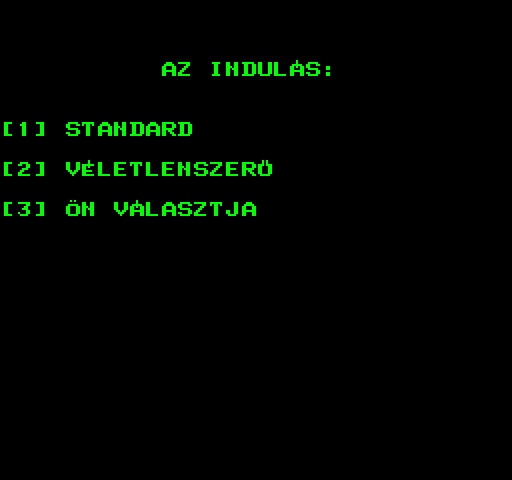 AZ INDULÁS:
[1] STANDARD
[2] VÉLETLENSZERŰ
[3] ÖN VÁLASZTJA